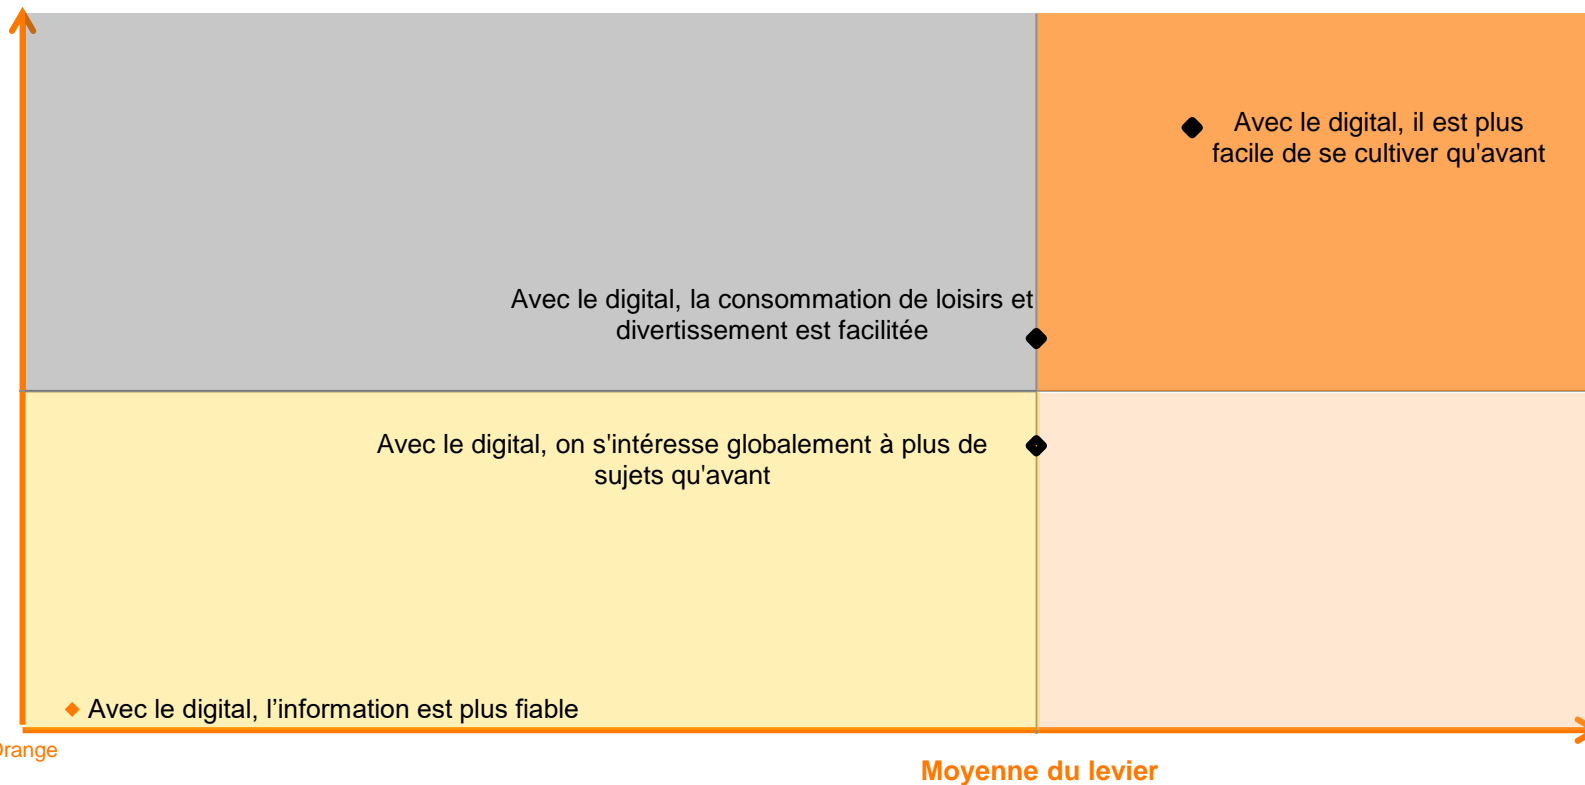 Avec le digital, il est plus
facile de se cultiver qu'avant
Avec le digital, la consommation de loisirs et
divertissement est facilitée
Avec le digital, on s'intéresse globalement à plus de
sujets qu'avant
Avec le digital, l’information est plus fiable
Orange
Moyenne du levier